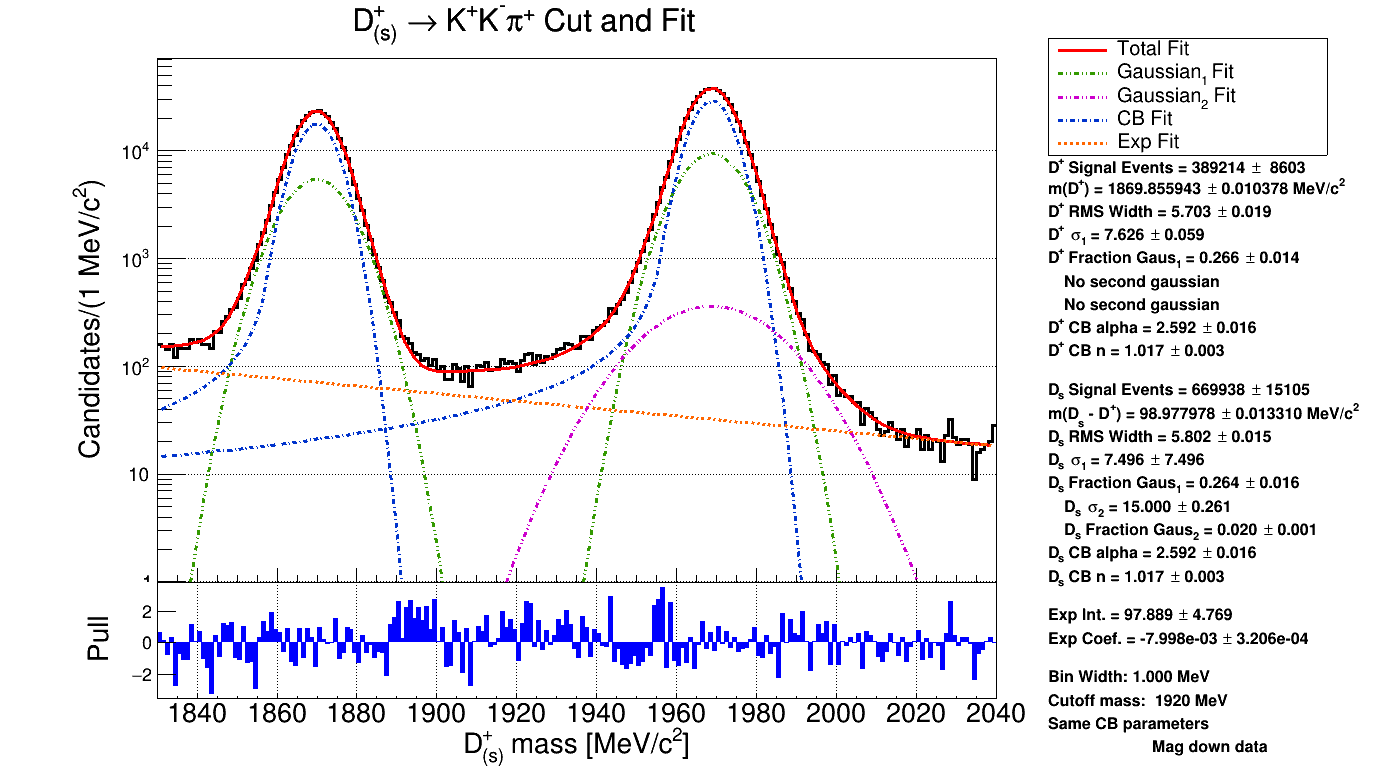 D⁺₍ₛ₎ → K⁺K⁻π⁺ Cut and Fit
Candidates/(1 MeV/c²)
10⁴
10³
10²
10
1
Pull
2
0
−2
1840 1860 1880 1900 1920 1940 1960 1980 2000 2020 2040
D⁺₍ₛ₎ mass [MeV/c²]
Total Fit
Gaussian₁ Fit
Gaussian₂ Fit
CB Fit
Exp Fit
D⁺ Signal Events = 389214 ± 8603
m(D⁺) = 1869.855943 ± 0.010378 MeV/c²
D⁺ RMS Width = 5.703 ± 0.019
D⁺ σ₁ = 7.626 ± 0.059
D⁺ Fraction Gaus₁ = 0.266 ± 0.014
No second gaussian
No second gaussian
D⁺ CB alpha = 2.592 ± 0.016
D⁺ CB n = 1.017 ± 0.003
Dₛ Signal Events = 669938 ± 15105
m(Dₛ - D⁺) = 98.977978 ± 0.013310 MeV/c²
Dₛ RMS Width = 5.802 ± 0.015
Dₛ σ₁ = 7.496 ± 7.496
Dₛ Fraction Gaus₁ = 0.264 ± 0.016
Dₛ σ₂ = 15.000 ± 0.261
Dₛ Fraction Gaus₂ = 0.020 ± 0.001
Dₛ CB alpha = 2.592 ± 0.016
Dₛ CB n = 1.017 ± 0.003
Exp Int. = 97.889 ± 4.769
Exp Coef. = -7.998e-03 ± 3.206e-04
Bin Width: 1.000 MeV
Cutoff mass: 1920 MeV
Same CB parameters
Mag down data